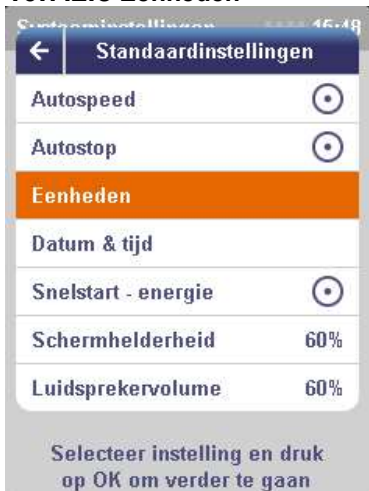 Standaardinstellingen
Autospeed
Autostop
Eenheden
Datum & tijd
Snelstart - energie
Schermhelderheid 60%
Luidsprekervolume 60%
Selecteer instelling en druk
op OK om verder te gaan